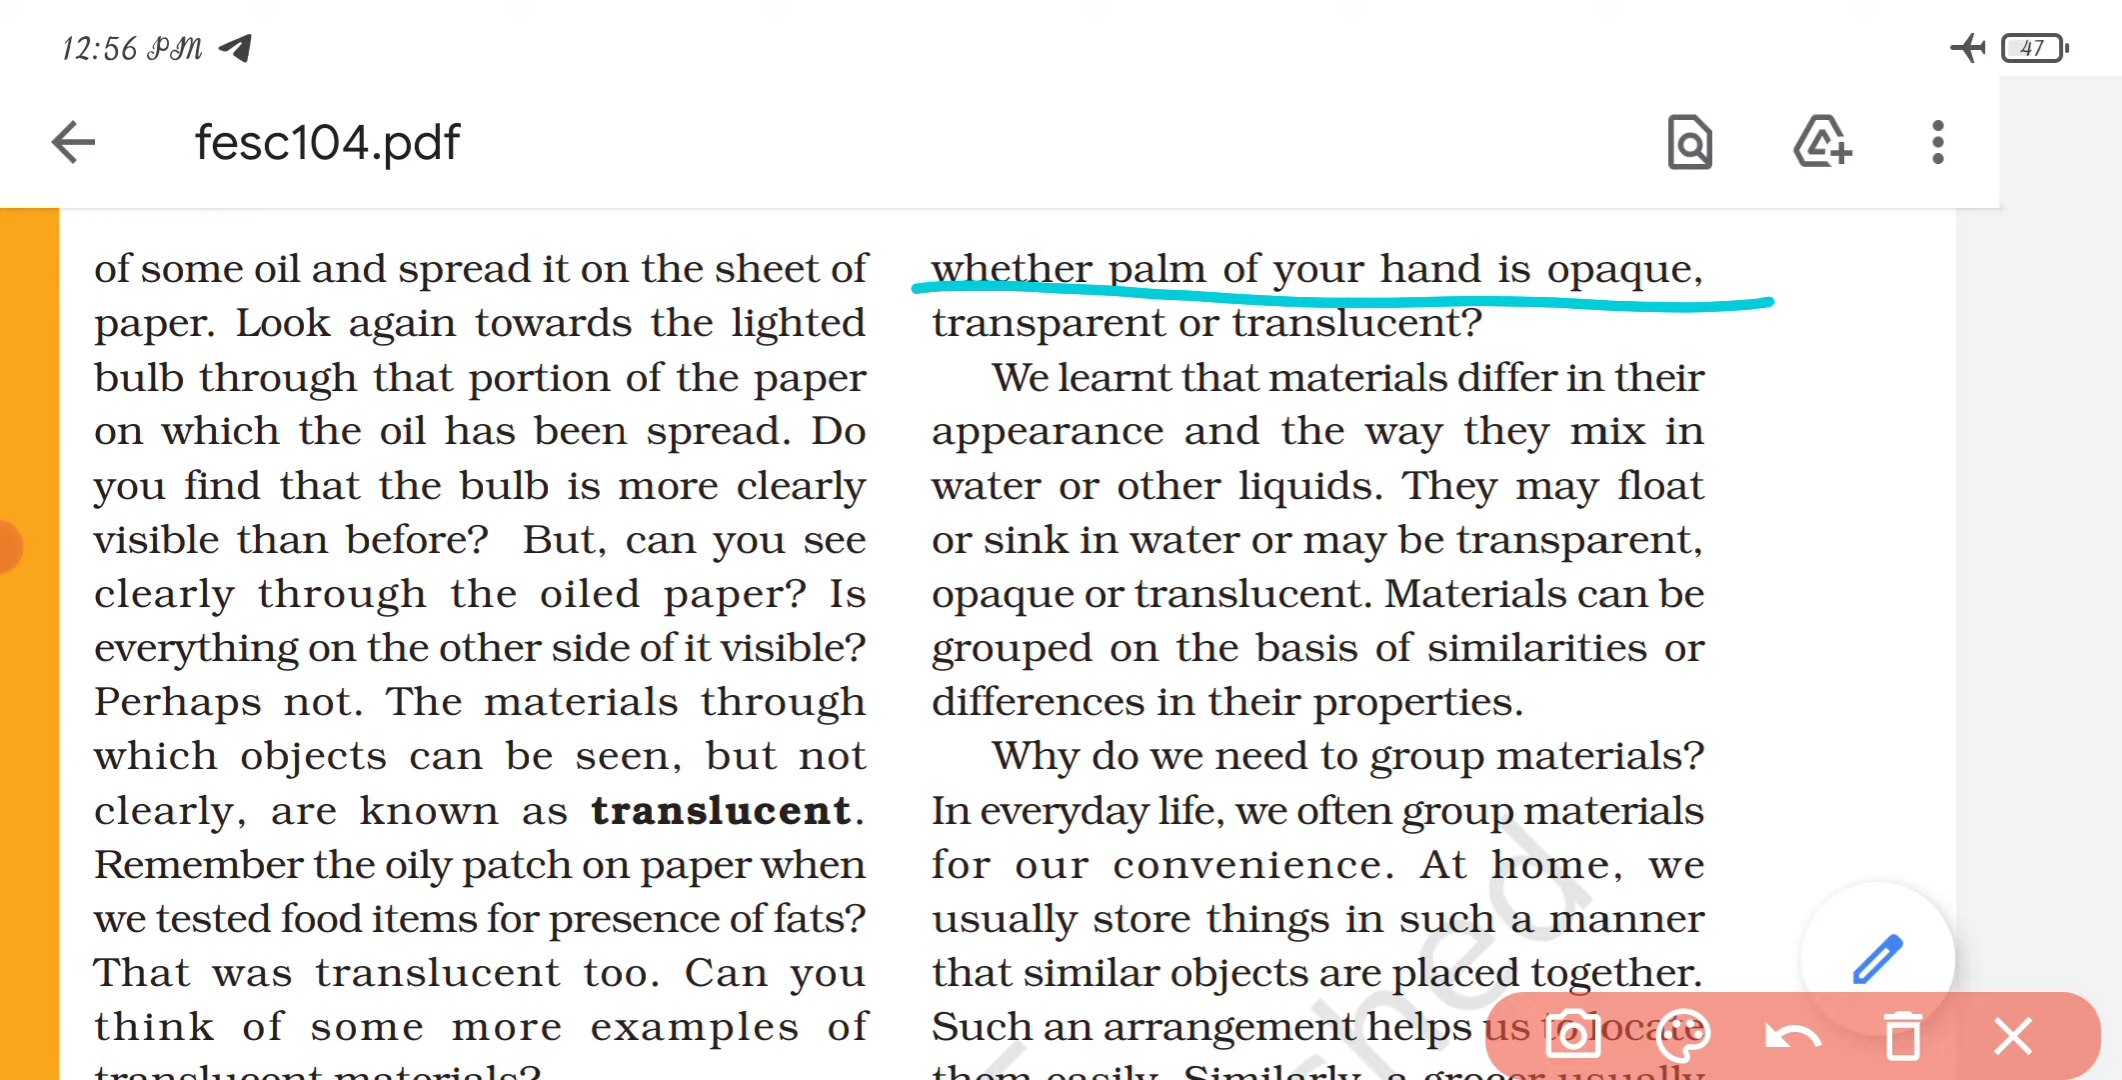 12:56 PM
47
fesc104.pdf
of some oil and spread it on the sheet of
paper. Look again towards the lighted
bulb through that portion of the paper
on which the oil has been spread. Do
you find that the bulb is more clearly
visible than before? But, can you see
clearly through the oiled paper? Is
everything on the other side of it visible?
Perhaps not. The materials through
which objects can be seen, but not
clearly, are known as translucent.
Remember the oily patch on paper when
we tested food items for presence of fats?
That was translucent too. Can you
think of some more examples of
translucent materials?
whether palm of your hand is opaque,
transparent or translucent?
We learnt that materials differ in their
appearance and the way they mix in
water or other liquids. They may float
or sink in water or may be transparent,
opaque or translucent. Materials can be
grouped on the basis of similarities or
differences in their properties.
Why do we need to group materials?
In everyday life, we often group materials
for our convenience. At home, we
usually store things in such a manner
that similar objects are placed together.
Such an arrangement helps us to locate
them easily. Similarly, a grocer usually